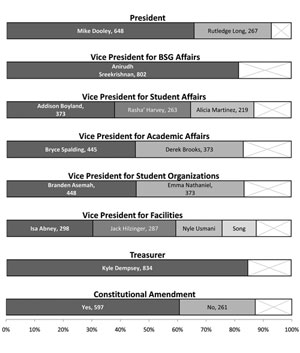 President
Mike Dooley, 648 Rutledge Long, 267
Vice President for BSG Affairs
Anirudh
Sreekrishnan, 802
Vice President for Student Affairs
Addison Boyland,
373 Rasha' Harvey, 263 Alicia Martinez, 219
Vice President for Academic Affairs
Bryce Spalding, 445 Derek Brooks, 373
Vice President for Student Organizations
Branden Asemah,
448 Emma Nathaniel,
373
Vice President for Facilities
Isa Abney, 298 Jack Hilsinger, 287 Nyle Usmani Song
Treasurer
Kyle Dempsey, 834
Constitutional Amendment
Yes, 597 No, 261
0% 10% 20% 30% 40% 50% 60% 70% 80% 90% 100%